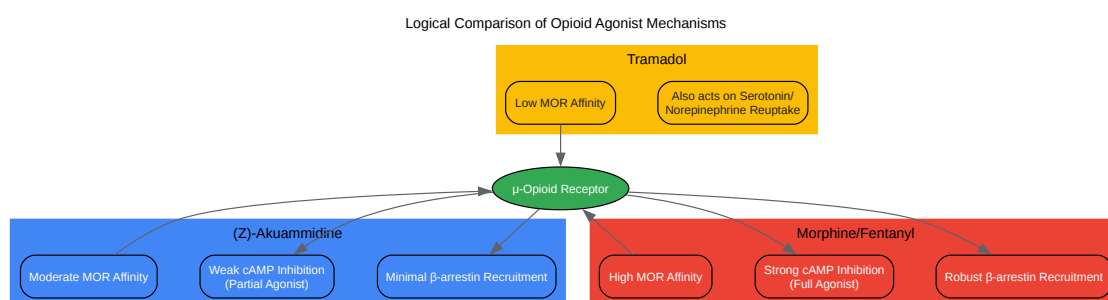 Logical Comparison of Opioid Agonist Mechanisms
Tramadol
Low MOR Affinity
Also acts on Serotonin/
Norepinephrine Reuptake
μ-Opioid Receptor
(Z)-Akuammidine
Moderate MOR Affinity
Weak cAMP Inhibition
(Partial Agonist)
Minimal β-arrestin Recruitment
Morphine/Fentanyl
High MOR Affinity
Strong cAMP Inhibition
(Full Agonist)
Robust β-arrestin Recruitment